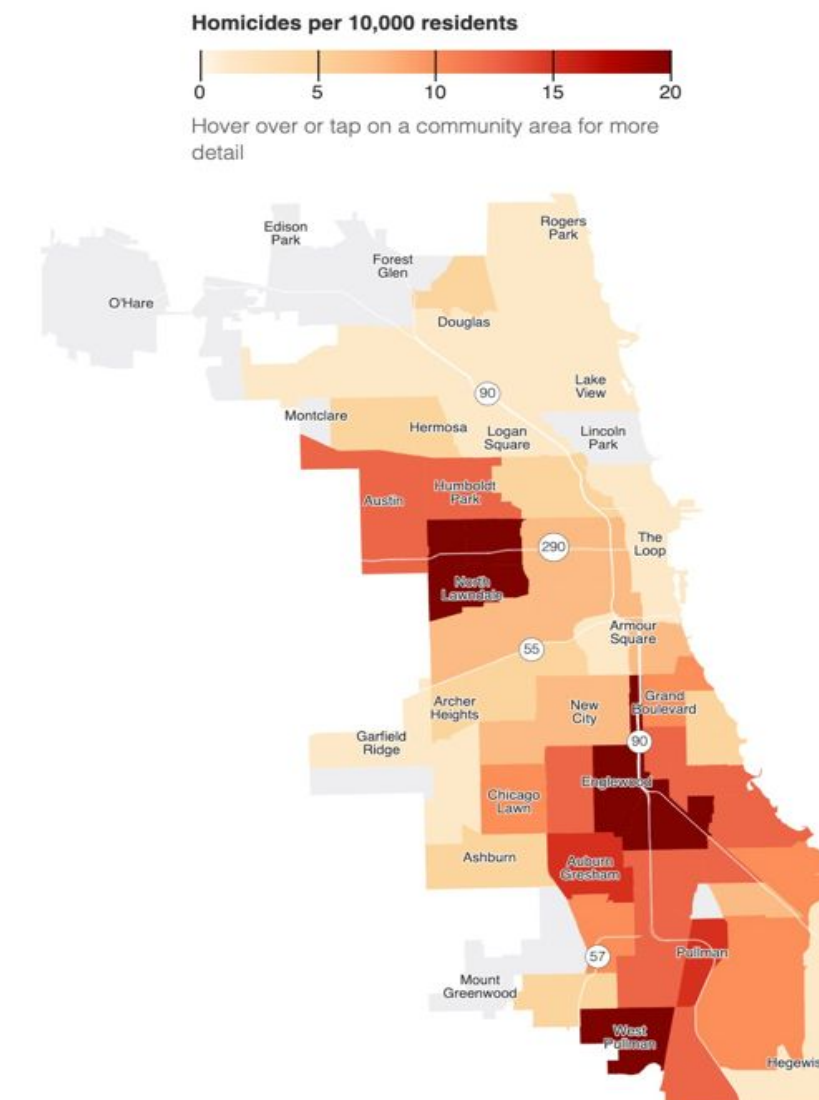 Homicides per 10,000 residents
0 5 10 15 20
Hover over or tap on a community area for more
detail
Rogers
Park
Edison
Park
Forest
Glen
O'Hare
Douglas
Lake
View
90
Montclare
Hermosa
Logan
Square
Lincoln
Park
Humboldt
Park
Austin
290
The
Loop
North
Lawndale
Armour
Square
55
Archer
Heights
New
City
Grand
Boulevard
Garfield
Ridge
90
Englewood
Chicago
Lawn
Ashburn
Auburn
Gresham
57
Pullman
Mount
Greenwood
West
Pullman
Hegewis